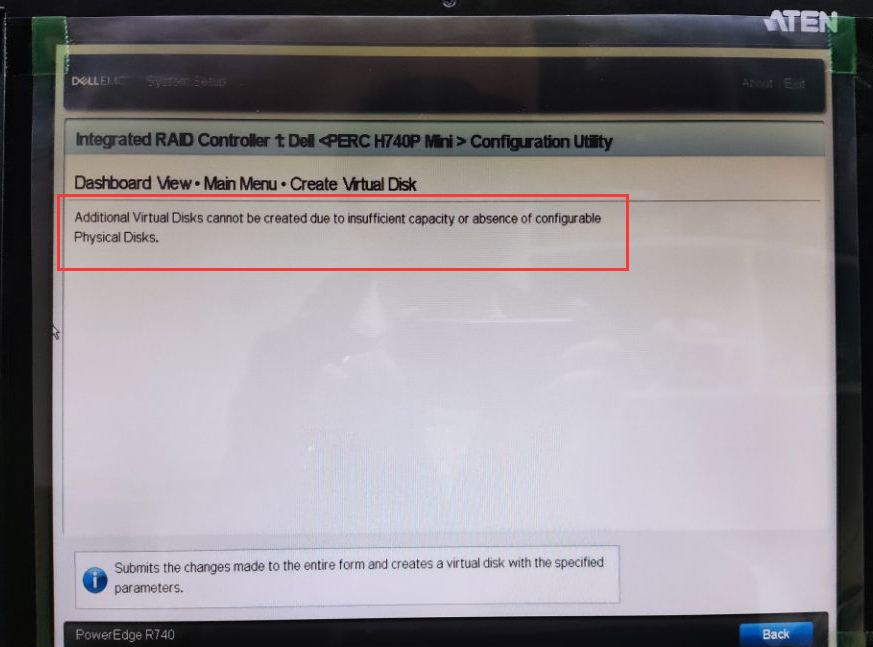 ATEN
DELLEMC System Setup
About | Exit
Integrated RAID Controller 1: Dell <PERC H740P Mini> Configuration Utility
Dashboard View • Main Menu • Create Virtual Disk
Additional Virtual Disks cannot be created due to insufficient capacity or absence of configurable
Physical Disks.
Submits the changes made to the entire form and creates a virtual disk with the specified
parameters.
PowerEdge R740
Back